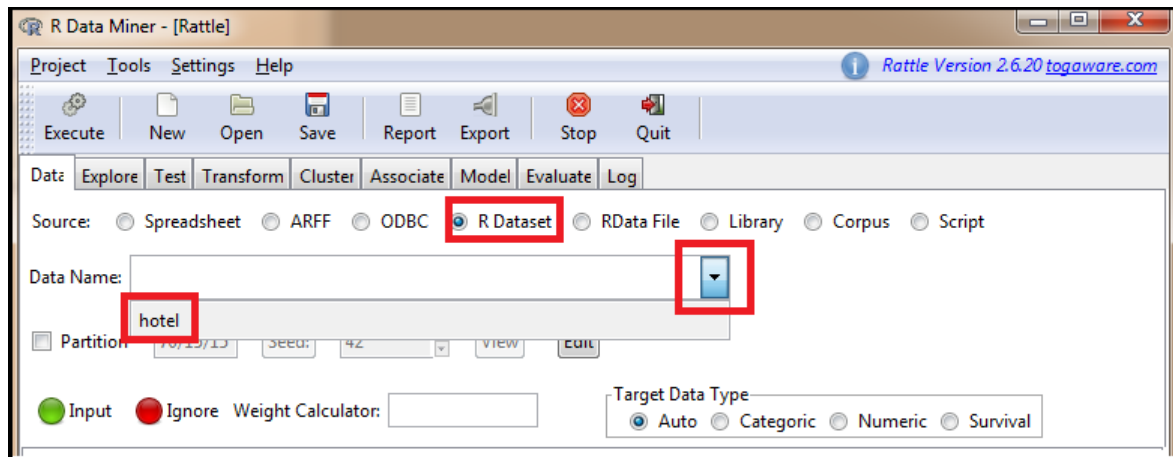 R Data Miner - [Rattle]
Project Tools Settings Help Rattle Version 2.6.20 togaware.com
Execute New Open Save Report Export Stop Quit
Data Explore Test Transform Cluster Associate Model Evaluate Log
Source: Spreadsheet ARFF ODBC R Dataset RData File Library Corpus Script
Data Name:
hotel
Partition 70/15/15 Seed: 42 View Edit
Target Data Type
Input Ignore Weight Calculator: Auto Categoric Numeric Survival